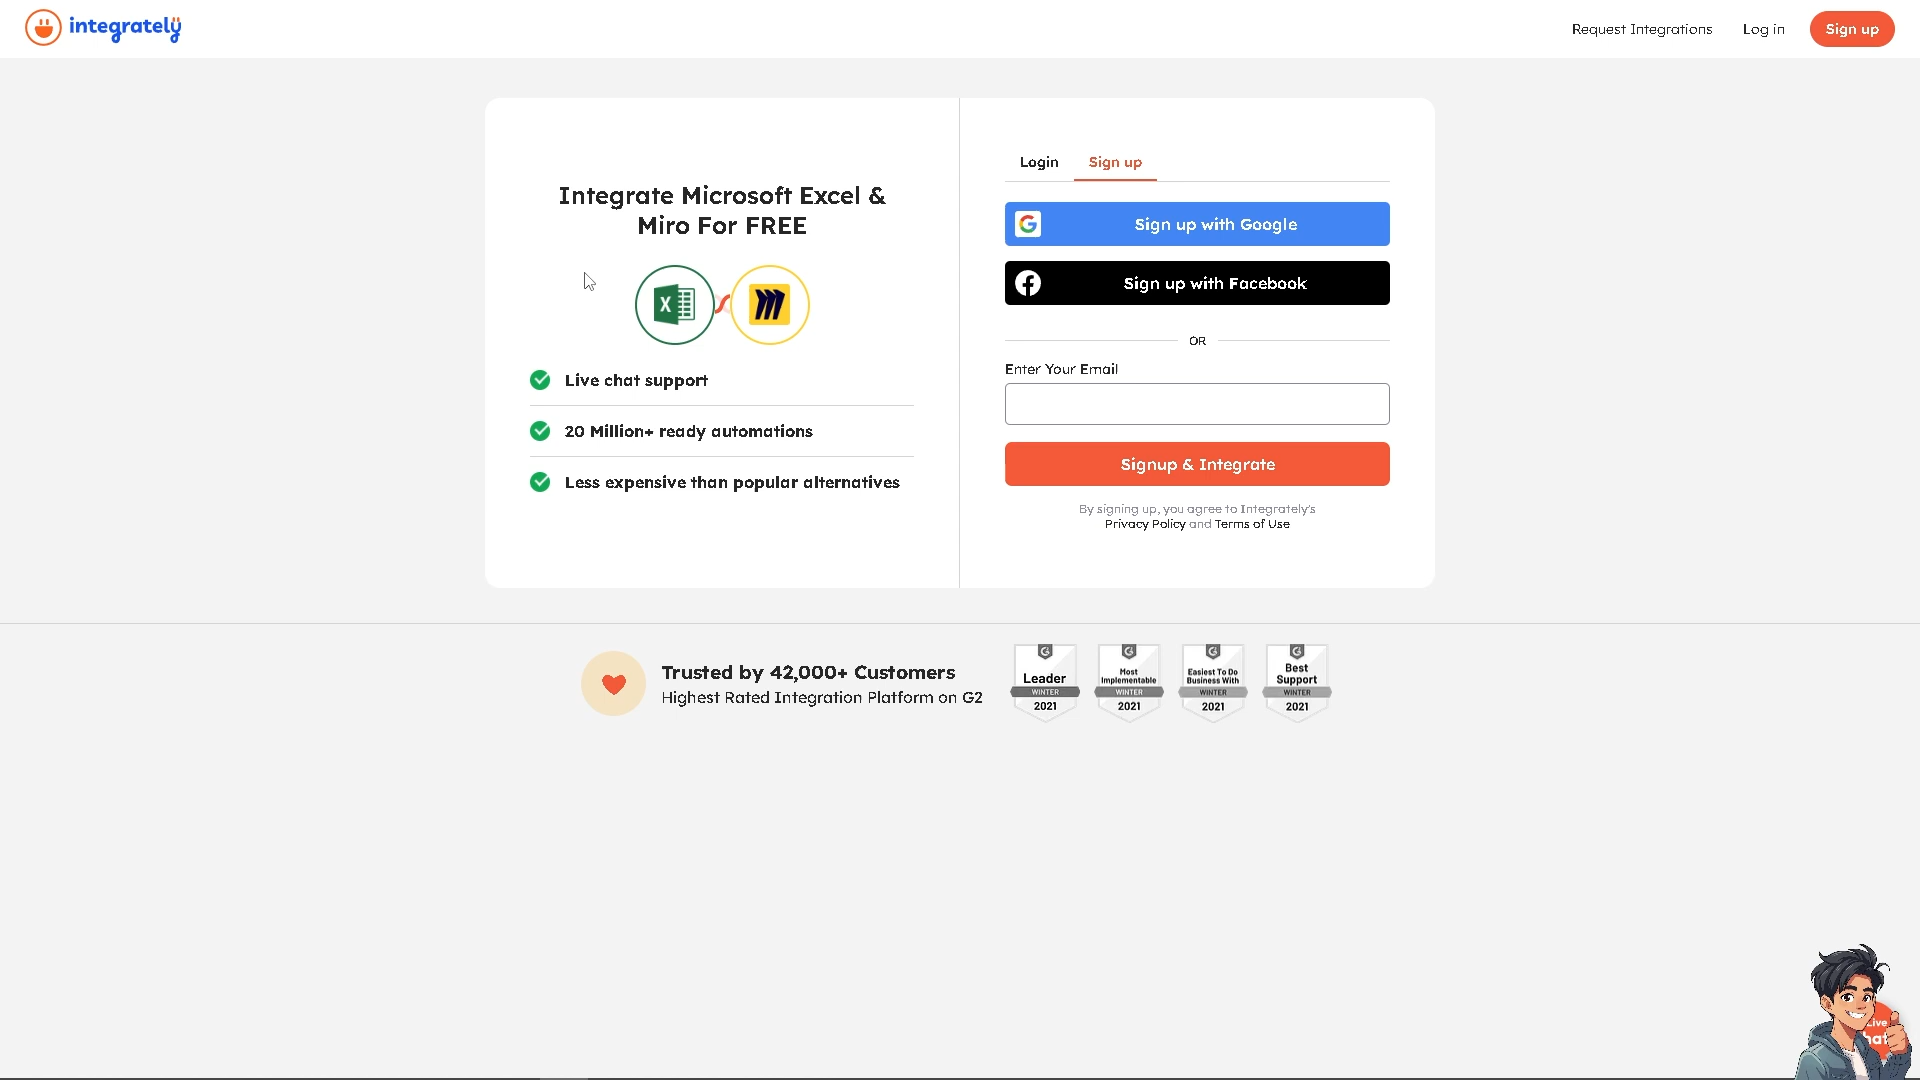 integrately
Request Integrations
Log in
Sign up
Integrate Microsoft Excel &
Miro For FREE
Live chat support
20 Million+ ready automations
Less expensive than popular alternatives
Login
Sign up
Sign up with Google
Sign up with Facebook
OR
Enter Your Email
Signup & Integrate
By signing up, you agree to Integrately's
Privacy Policy and Terms of Use
Trusted by 42,000+ Customers
Highest Rated Integration Platform on G2
Leader
WINTER
2021
Most
Implementable
WINTER
2021
Easiest To Do
Business With
WINTER
2021
Best
Support
WINTER
2021